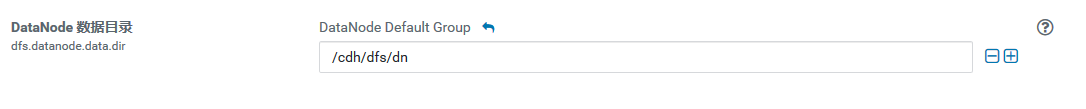 DataNode 数据目录
DataNode Default Group
dfs.datanode.data.dir
/cdh/dfs/dn